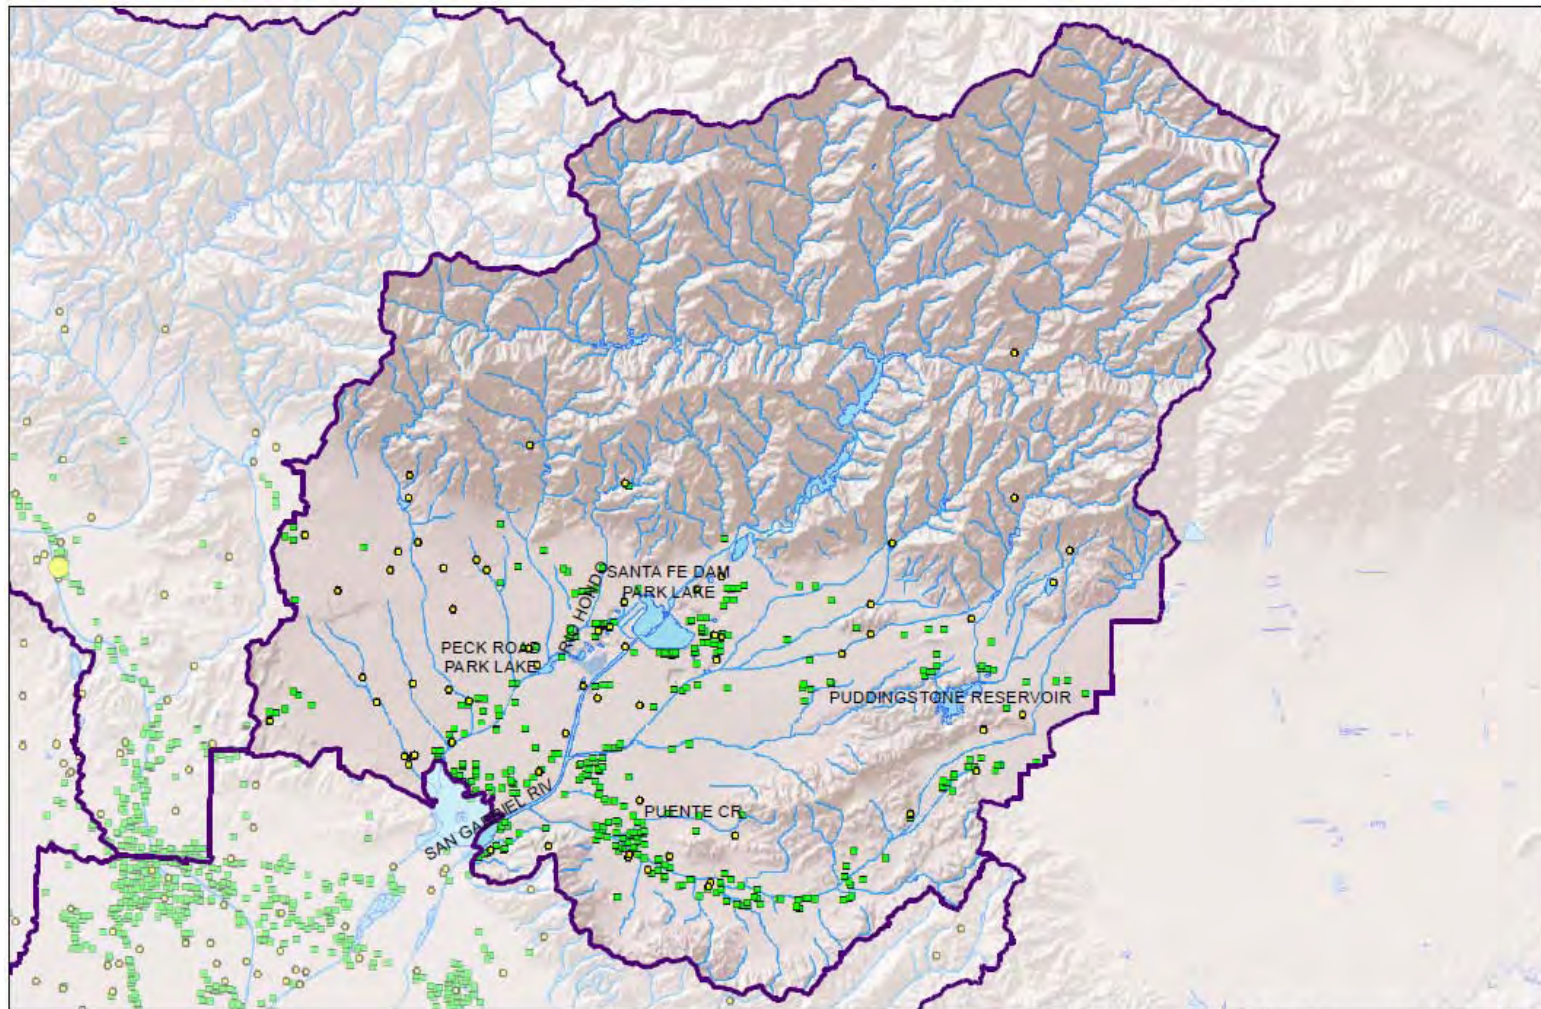 SANTA FE DAM
PARK LAKE
RIO HONDO
PECK ROAD
PARK LAKE
PUDDINGSTONE RESERVOIR
PUENTE CR
SAN GABRIEL RIV